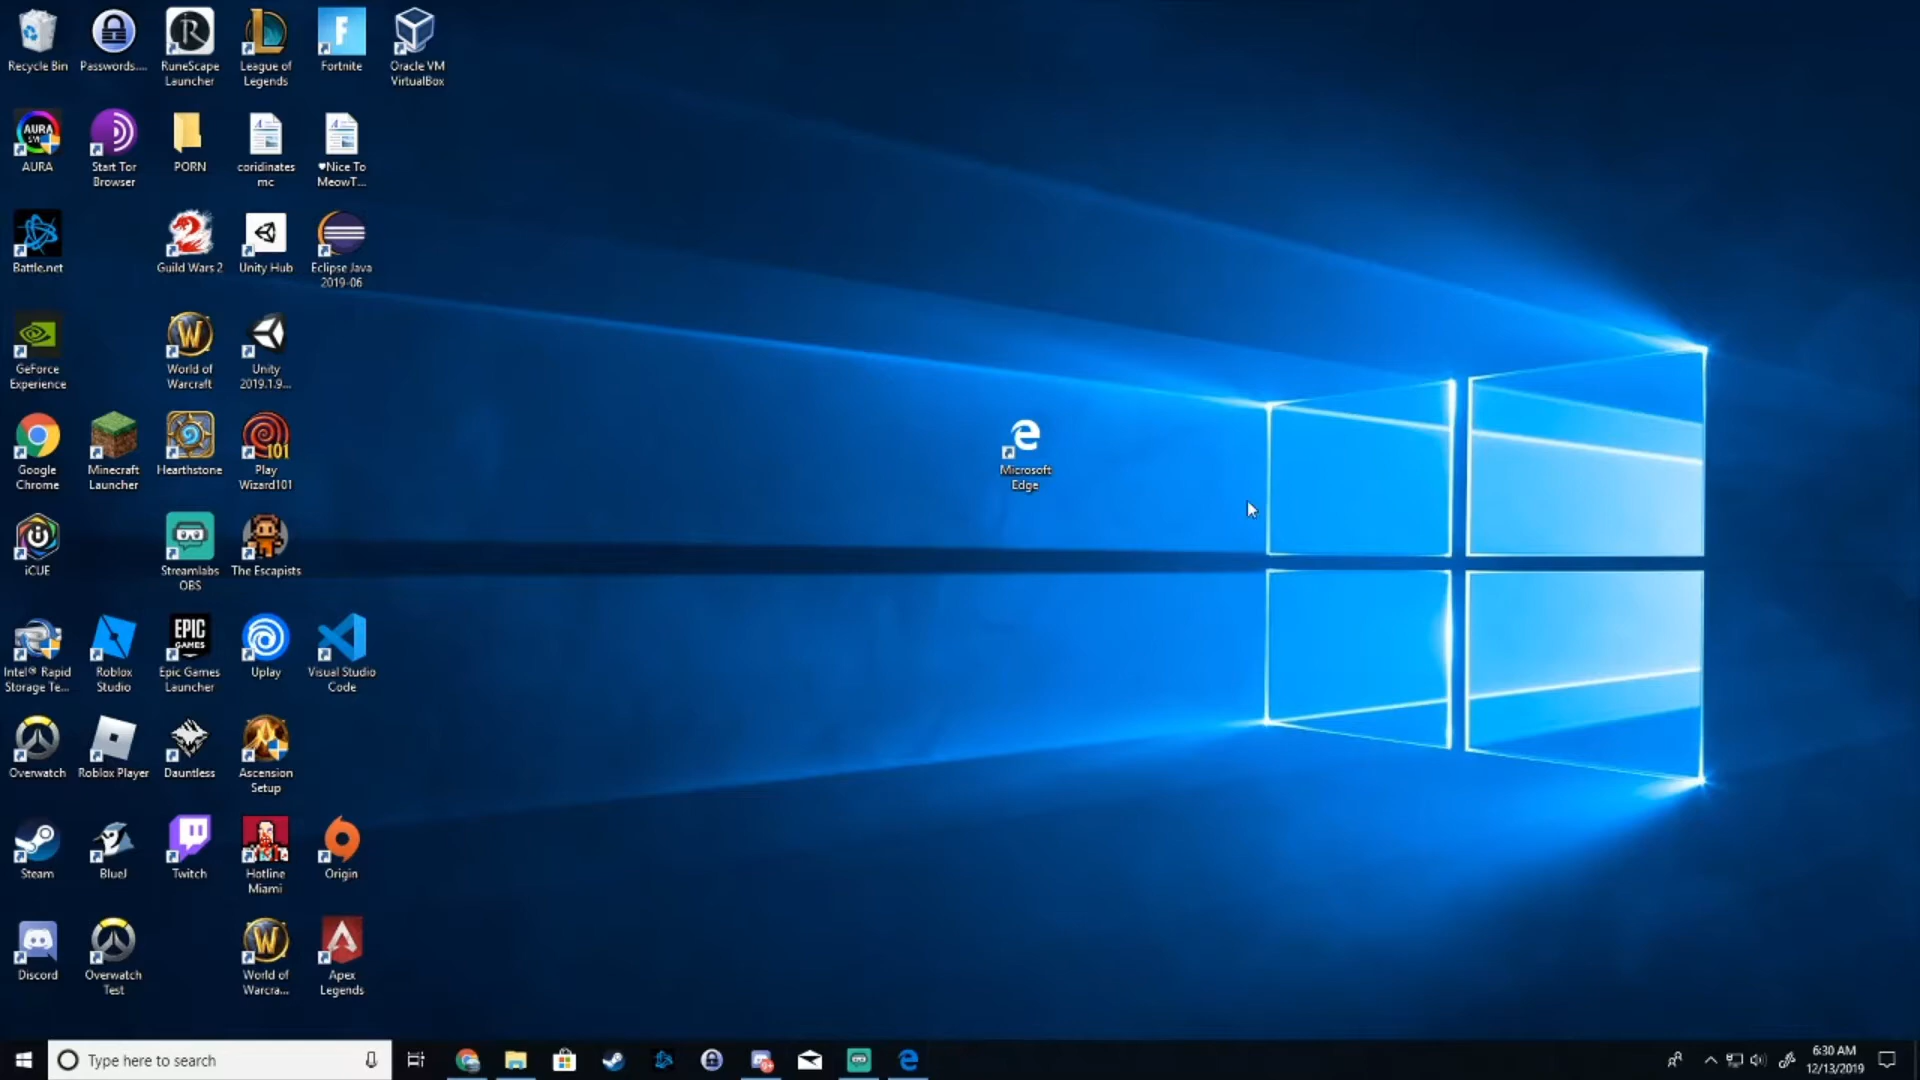 Recycle Bin
Passwords....
RuneScape
Launcher
League of
Legends
Fortnite
Oracle VM
VirtualBox
AURA
AURA
Start Tor
Browser
PORN
coridinates
mc
♥Nice To
MeowT...
Battle.net
Guild Wars 2
Unity Hub
Eclipse Java
2019-06
GeForce
Experience
World of
Warcraft
Unity
2019.1.9...
Google
Chrome
Minecraft
Launcher
Hearthstone
101
Play
Wizard101
Microsoft
Edge
iCUE
Streamlabs
OBS
The Escapists
Intel® Rapid
Storage Te...
Roblox
Studio
EPIC
GAMES
Epic Games
Launcher
Uplay
Visual Studio
Code
Overwatch
Roblox Player
Dauntless
Ascension
Setup
Steam
BlueJ
Twitch
Hotline
Miami
Origin
Discord
Overwatch
Test
World of
Warcra...
Apex
Legends
Type here to search
6:30 AM
12/13/2019